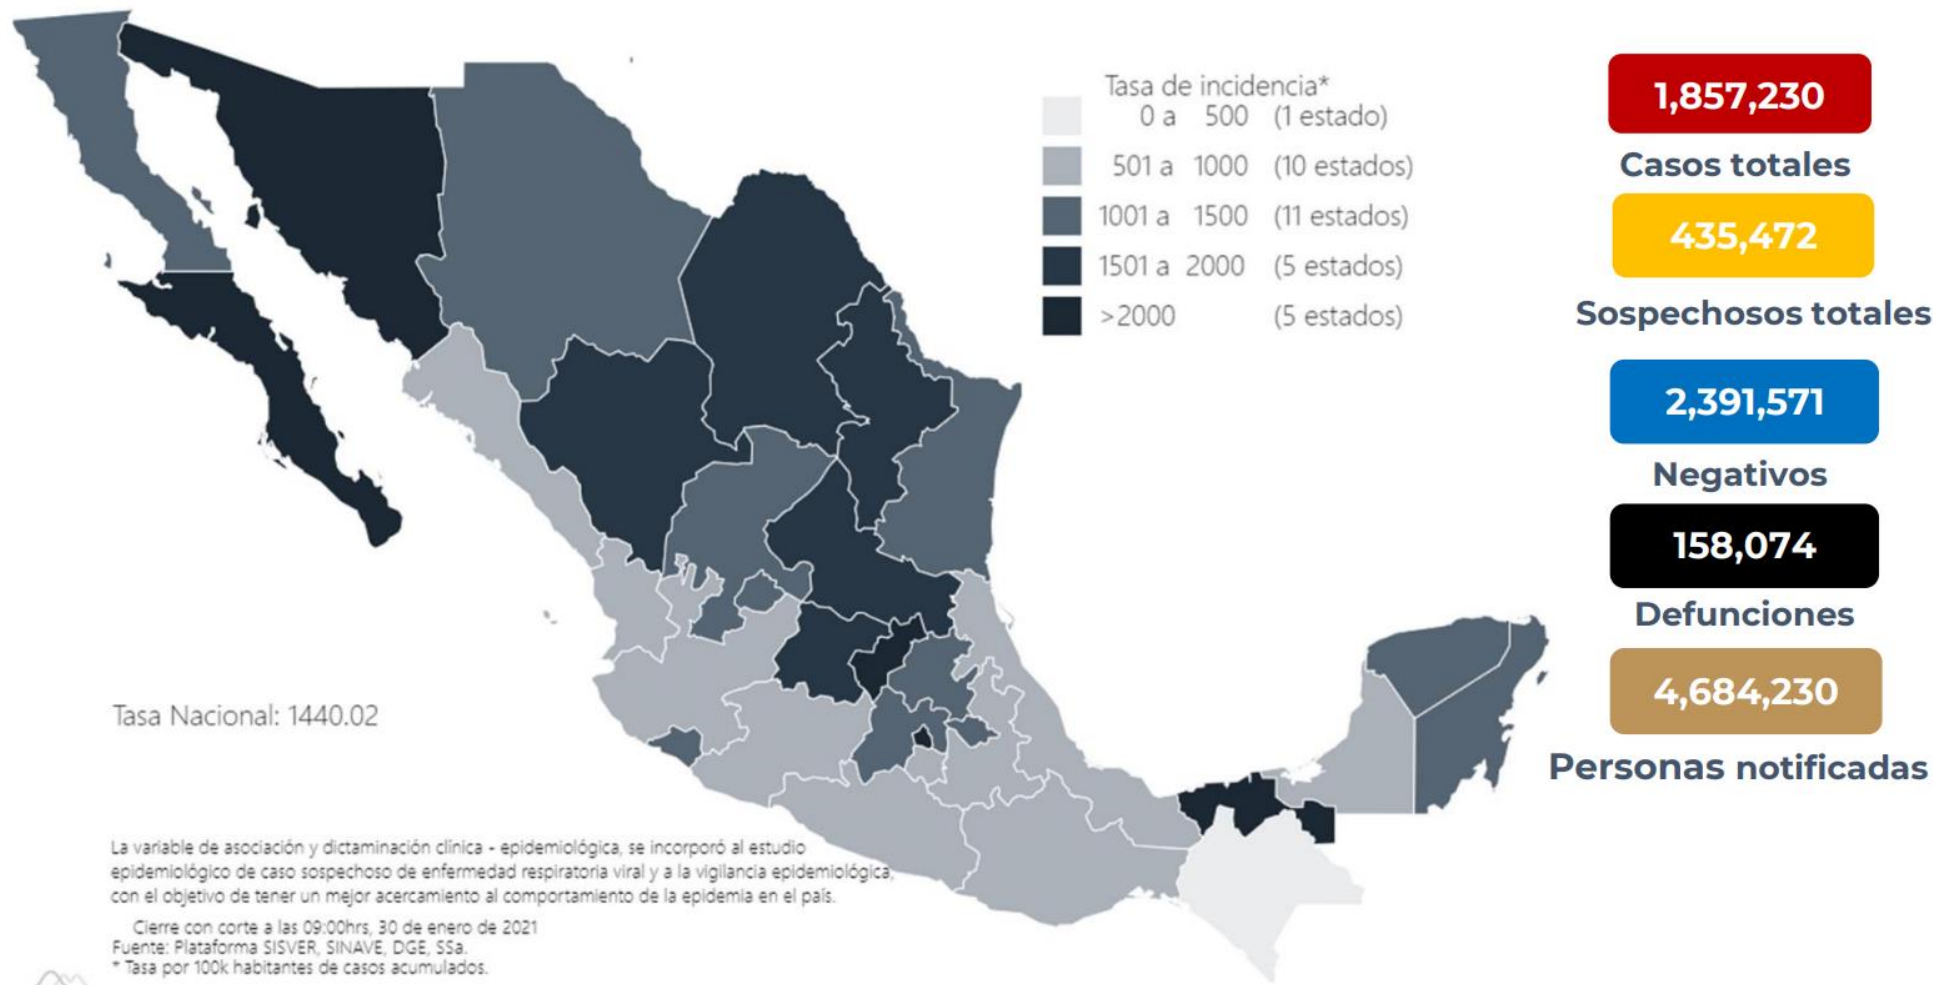 Tasa de incidencia*
0 a 500 (1 estado)
501 a 1000 (10 estados)
1001 a 1500 (11 estados)
1501 a 2000 (5 estados)
>2000 (5 estados)
1,857,230
Casos totales
435,472
Sospechosos totales
2,391,571
Negativos
158,074
Defunciones
4,684,230
Personas notificadas
Tasa Nacional: 1440.02
La variable de asociación y dictaminación clínica - epidemiológica, se incorporó al estudio
epidemiológico de caso sospechoso de enfermedad respiratoria viral y a la vigilancia epidemiológica,
con el objetivo de tener un mejor acercamiento al comportamiento de la epidemia en el país.
Cierre con corte a las 09:00hrs, 30 de enero de 2021
Fuente: Plataforma SISVER, SINAVE, DGE, SSa.
* Tasa por 100k habitantes de casos acumulados.